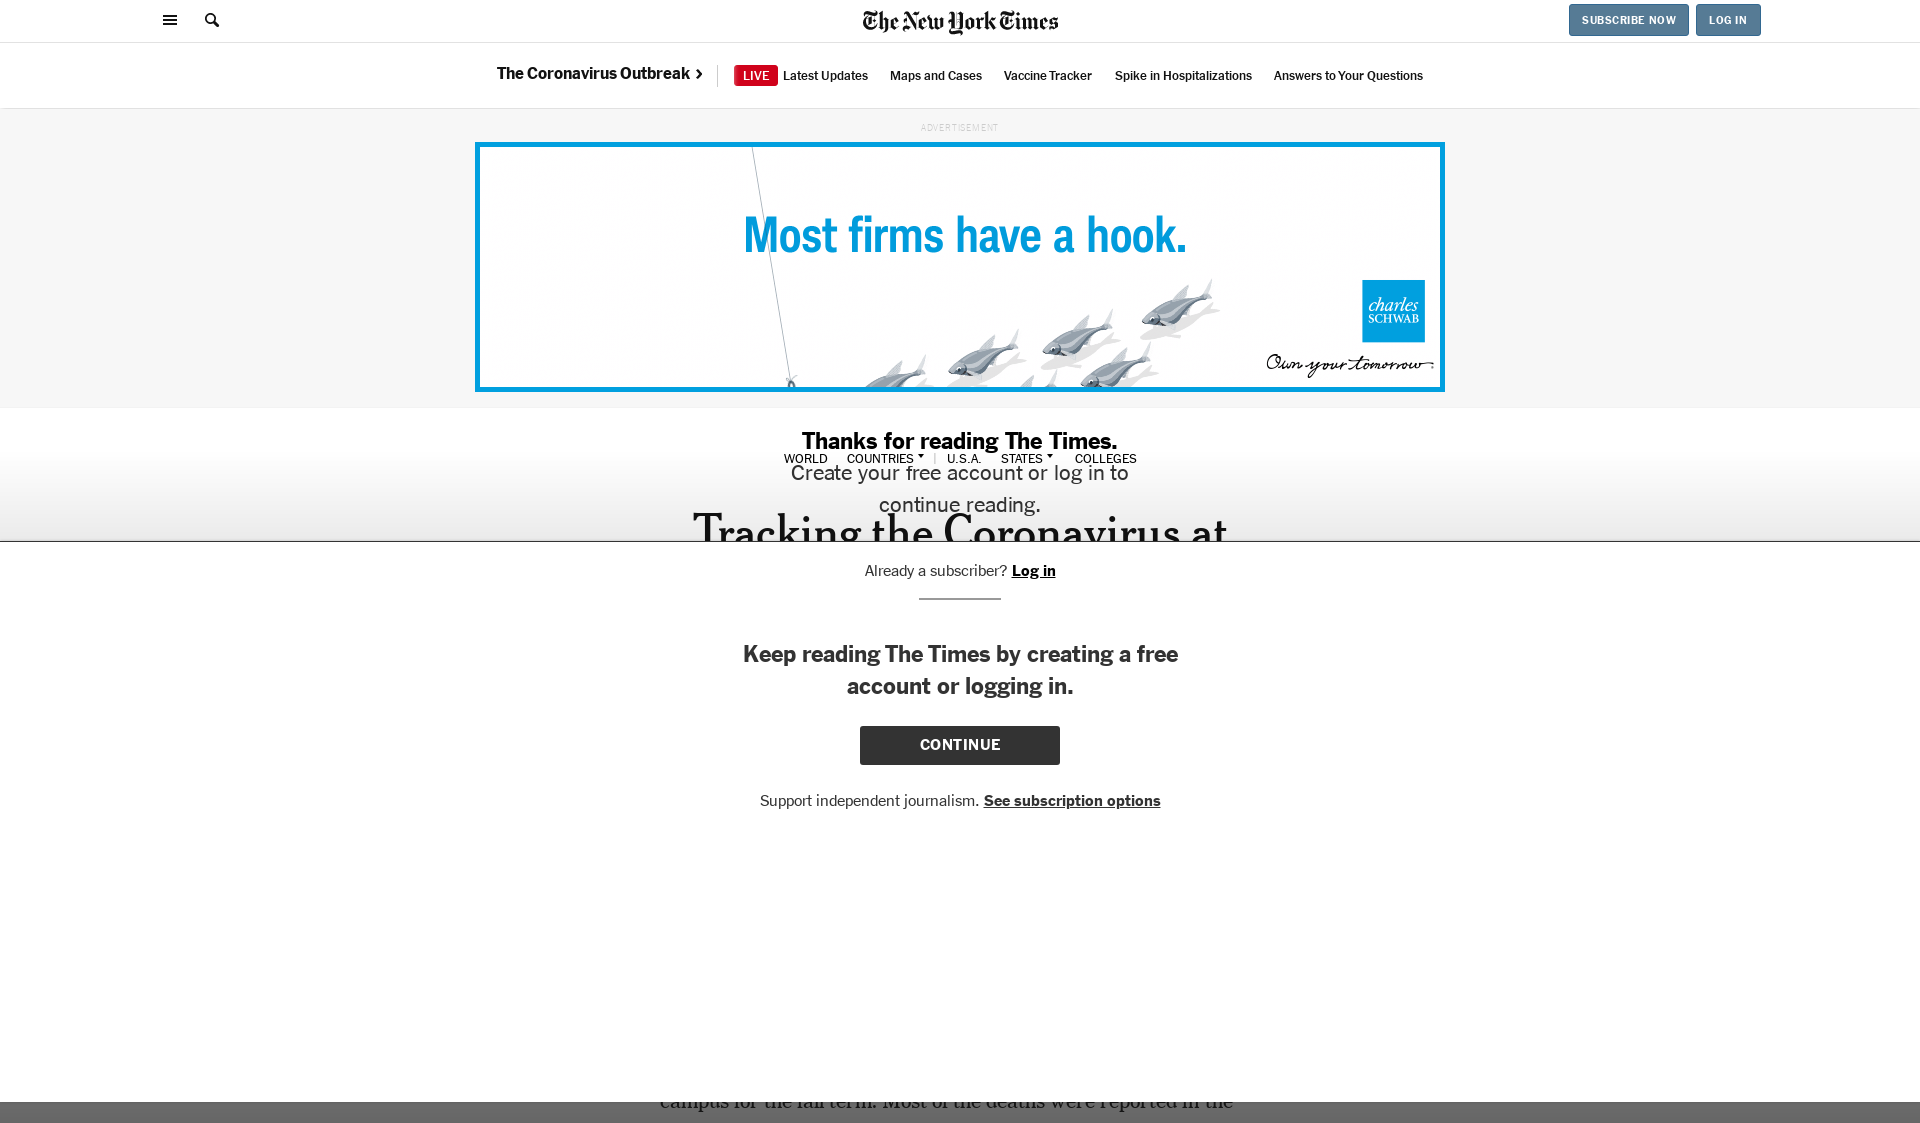 The New York Times
SUBSCRIBE NOW
LOG IN
The Coronavirus Outbreak
LIVE Latest Updates
Maps and Cases
Vaccine Tracker
Spike in Hospitalizations
Answers to Your Questions
ADVERTISEMENT
Most firms have a hook.
charles
SCHWAB
Own your tomorrow
Thanks for reading The Times.
WORLD COUNTRIES | U.S.A. STATES COLLEGES
Create your free account or log in to
continue reading.
Tracking the Coronavirus at
Already a subscriber? Log in
Keep reading The Times by creating a free
account or logging in.
CONTINUE
Support independent journalism. See subscription options
campus for the fall term. Most of the deaths were reported in the